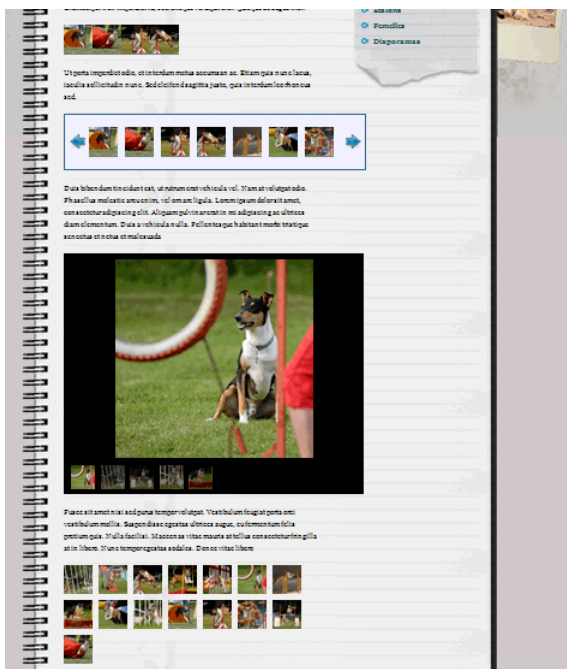 Etalons
Femelles
Diaporamas
Ut porta imperdiet odio, et interdum metus accumsan ac. Etiam quis nunc lacus,
iaculis sollicitudin nunc. Sed eleifend sagittis justo, quis interdum leo rhoncus
sed.
Duis bibendum tincidunt est, ut rutrum erat vehicula vel. Nam at volutpat odio.
Phasellus molestie arcu enim, vel ornare ligula. Lorem ipsum dolor sit amet,
consectetur adipiscing elit. Aliquam pulvinar erat in mi adipiscing ac ultrices
diam elementum. Duis a vehicula nulla. Pellentesque habitant morbi tristique
senectus et netus et malesuada
Fusce sit amet nisi sed purus tempor volutpat. Vestibulum feugiat porta orci
vestibulum mollis. Suspendisse egestas ultrices augue, eu fermentum felis
pretium quis. Nulla facilisi. Maecenas vitae mauris at tellus consectetur fringilla
at in libero. Nunc tempor egestas sodales. Donec vitae libero